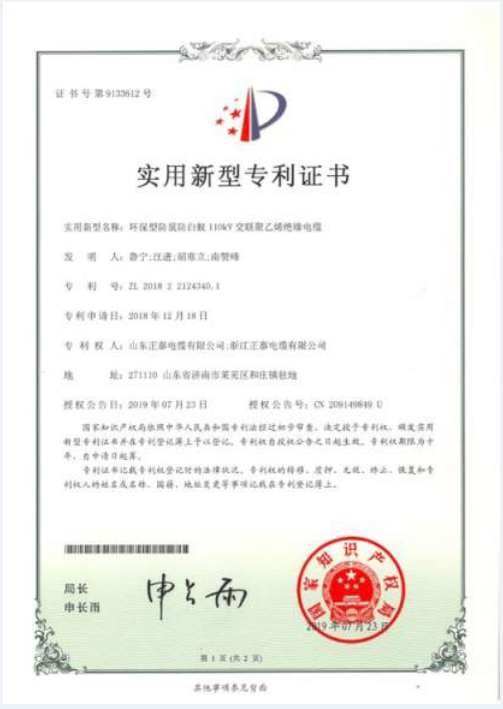 证书号第9133612号
实用新型专利证书
实用新型名称：环保型防鼠防白蚁110kV交联聚乙烯绝缘电缆
发 明 人：鲁宁;汪进;胡寒立;南赞峰
专 利 号：ZL 2018 2 2124340.1
专利申请日：2018年12月18日
专 利 权 人：山东正泰电缆有限公司;浙江正泰电缆有限公司
地 址：271110 山东省济南市莱芜区和庄镇驻地
授权公告日：2019年07月23日 授权公告号：CN 209149849 U
国家知识产权局依照中华人民共和国专利法经过初步审查，决定授予专利权，颁发实用
新型专利证书并在专利登记簿上予以登记。专利权自授权公告之日起生效。专利权期限为十
年，自申请日起算。
专利证书记载专利权登记时的法律状况。专利权的转移、质押、无效、终止、恢复和专
利权人的姓名或名称、国籍、地址变更等事项记载在专利登记簿上。
局长
申长雨
申长雨
国家知识产权局
2019年07月23日
第 1 页 (共 2 页)
其他事项参见背面